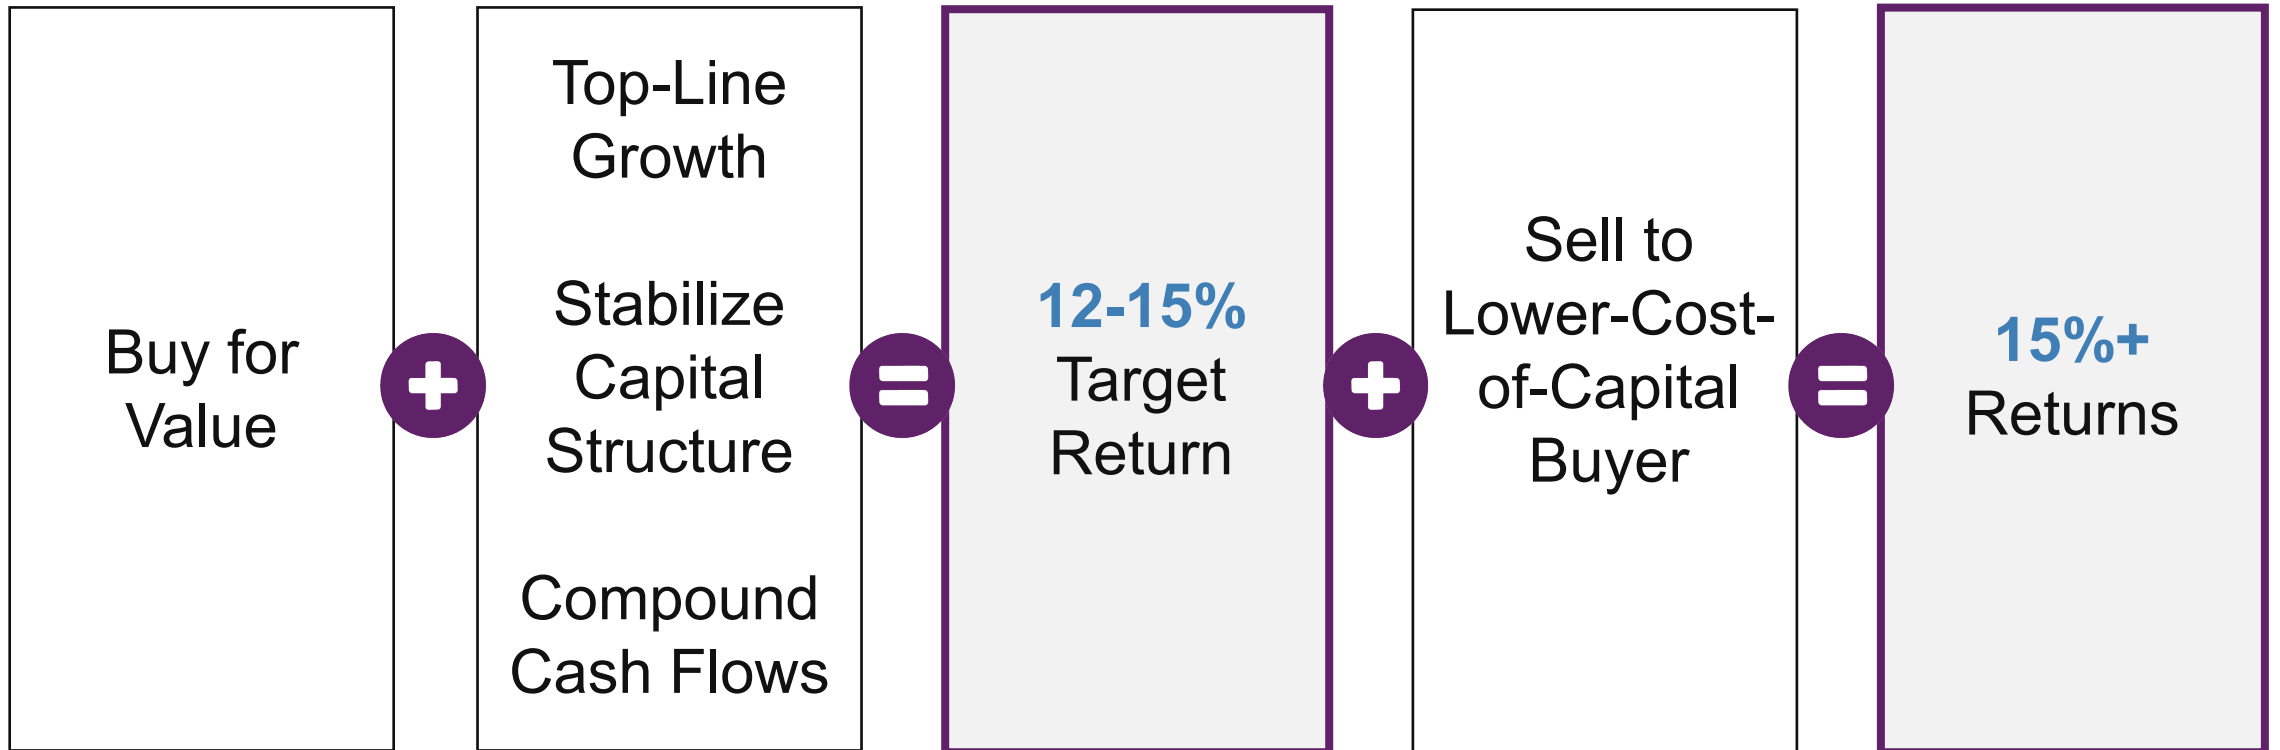 Buy for
Value
+
Top-Line
Growth
Stabilize
Capital
Structure
Compound
Cash Flows
=
12-15%
Target
Return
+
Sell to
Lower-Cost-
of-Capital
Buyer
=
15%+
Returns